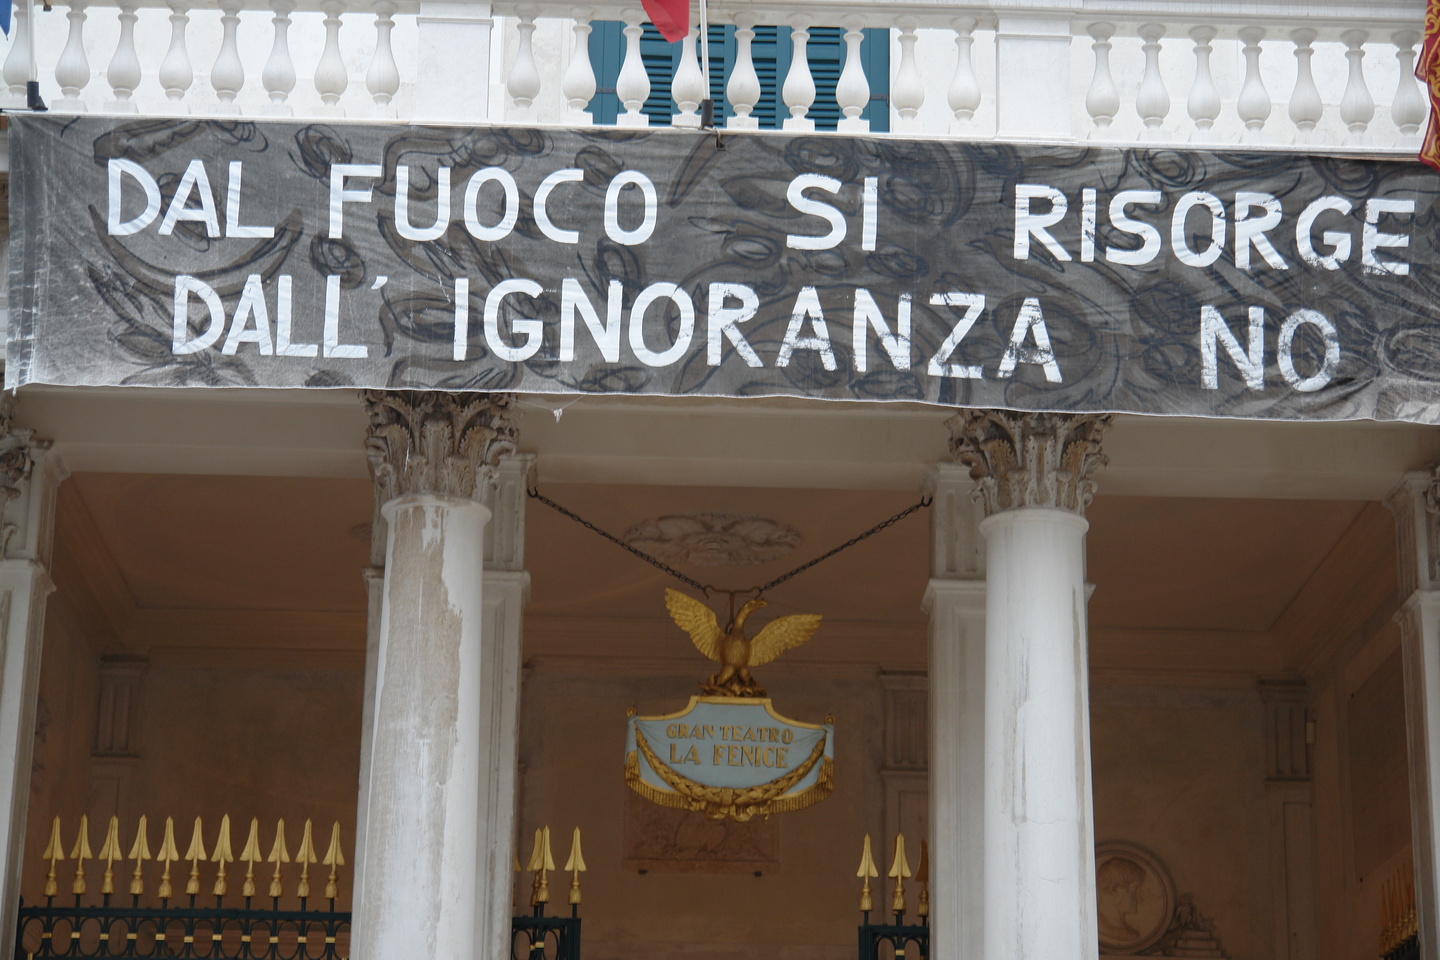 DAL FUOCO SI RISORGE
DALL' IGNORANZA NO
GRAN TEATRO
LA FENICE